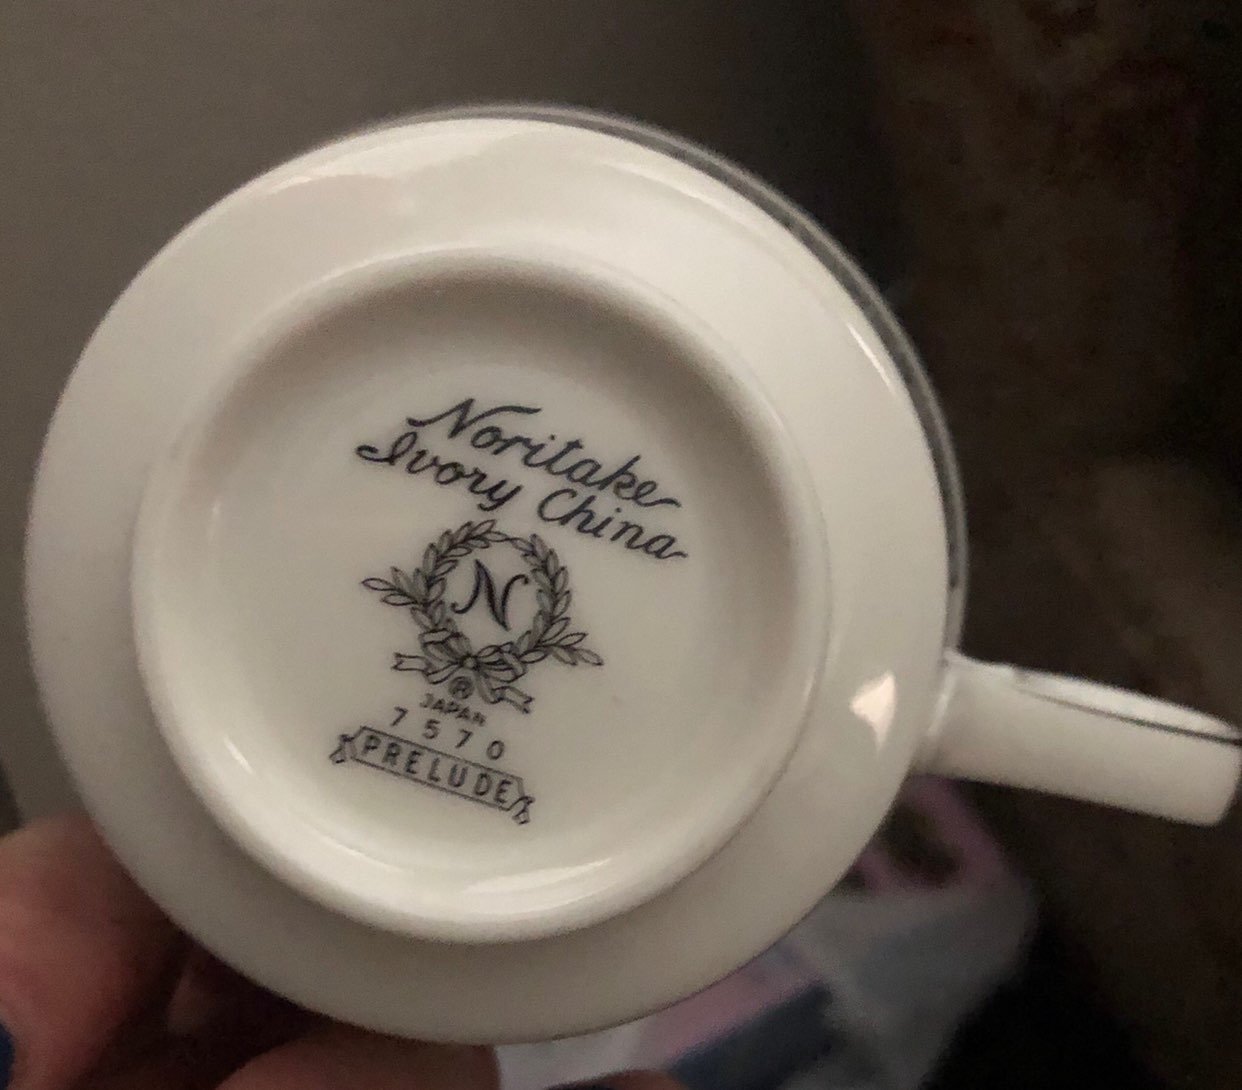 Noritake
Ivory China
N
®
JAPAN
7570
PRELUDE